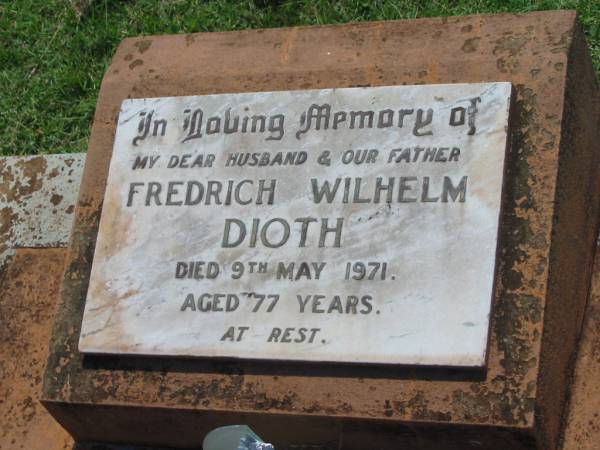 In Loving Memory of
MY DEAR HUSBAND & OUR FATHER
FREDRICH WILHELM
DIOTH
DIED 9TH MAY 1971.
AGED 77 YEARS.
AT REST.